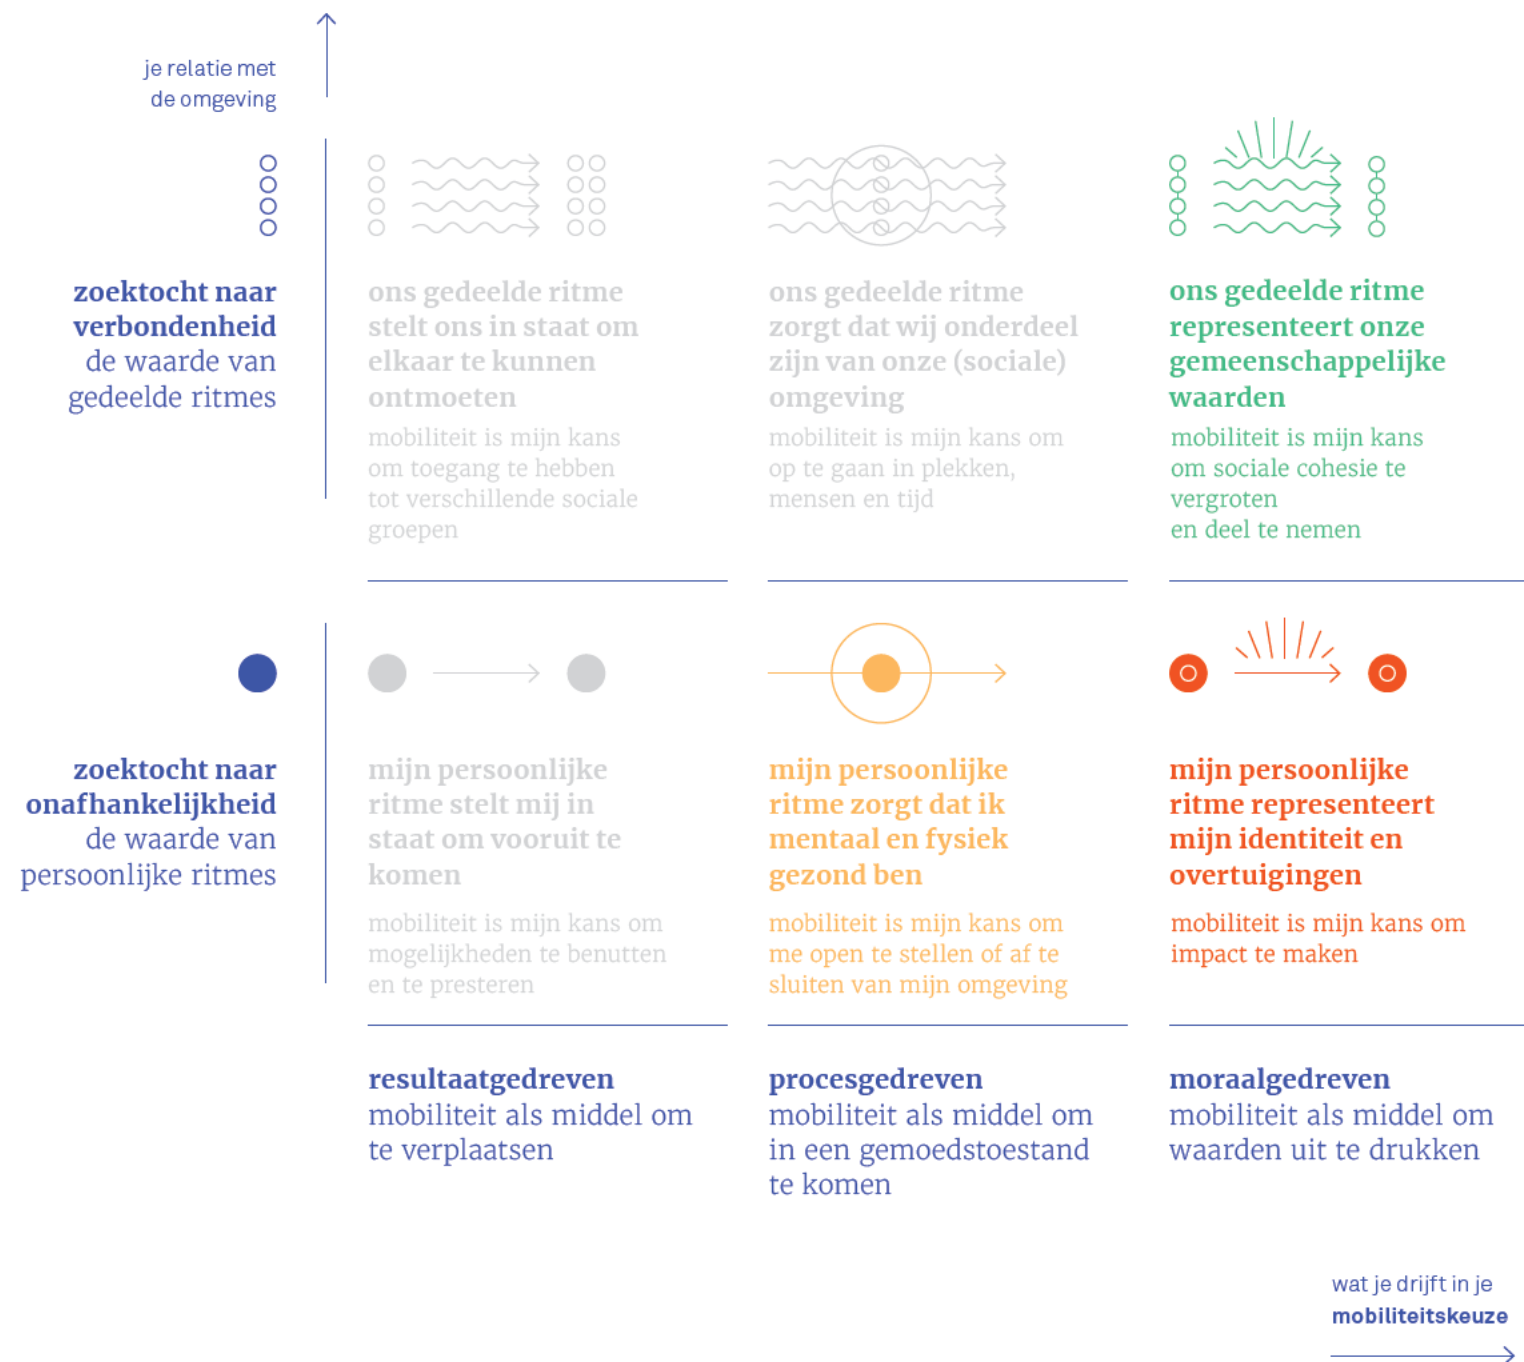 je relatie met
de omgeving
zoektocht naar
verbondenheid
de waarde van
gedeelde ritmes
ons gedeelde ritme
stelt ons in staat om
elkaar te kunnen
ontmoeten
mobiliteit is mijn kans
om toegang te hebben
tot verschillende sociale
groepen
ons gedeelde ritme
zorgt dat wij onderdeel
zijn van onze (sociale)
omgeving
mobiliteit is mijn kans om
op te gaan in plekken,
mensen en tijd
ons gedeelde ritme
representeert onze
gemeenschappelijke
waarden
mobiliteit is mijn kans
om sociale cohesie te
vergroten
en deel te nemen
zoektocht naar
onafhankelijkheid
de waarde van
persoonlijke ritmes
mijn persoonlijke
ritme stelt mij in
staat om vooruit te
komen
mobiliteit is mijn kans om
mogelijkheden te benutten
en te presteren
mijn persoonlijke
ritme zorgt dat ik
mentaal en fysiek
gezond ben
mobiliteit is mijn kans om
me open te stellen of af te
sluiten van mijn omgeving
mijn persoonlijke
ritme representeert
mijn identiteit en
overtuigingen
mobiliteit is mijn kans om
impact te maken
resultaatgedreven
mobiliteit als middel om
te verplaatsen
procesgedreven
mobiliteit als middel om
in een gemoedstoestand
te komen
moraalgedreven
mobiliteit als middel om
waarden uit te drukken
wat je drijft in je
mobiliteitskeuze